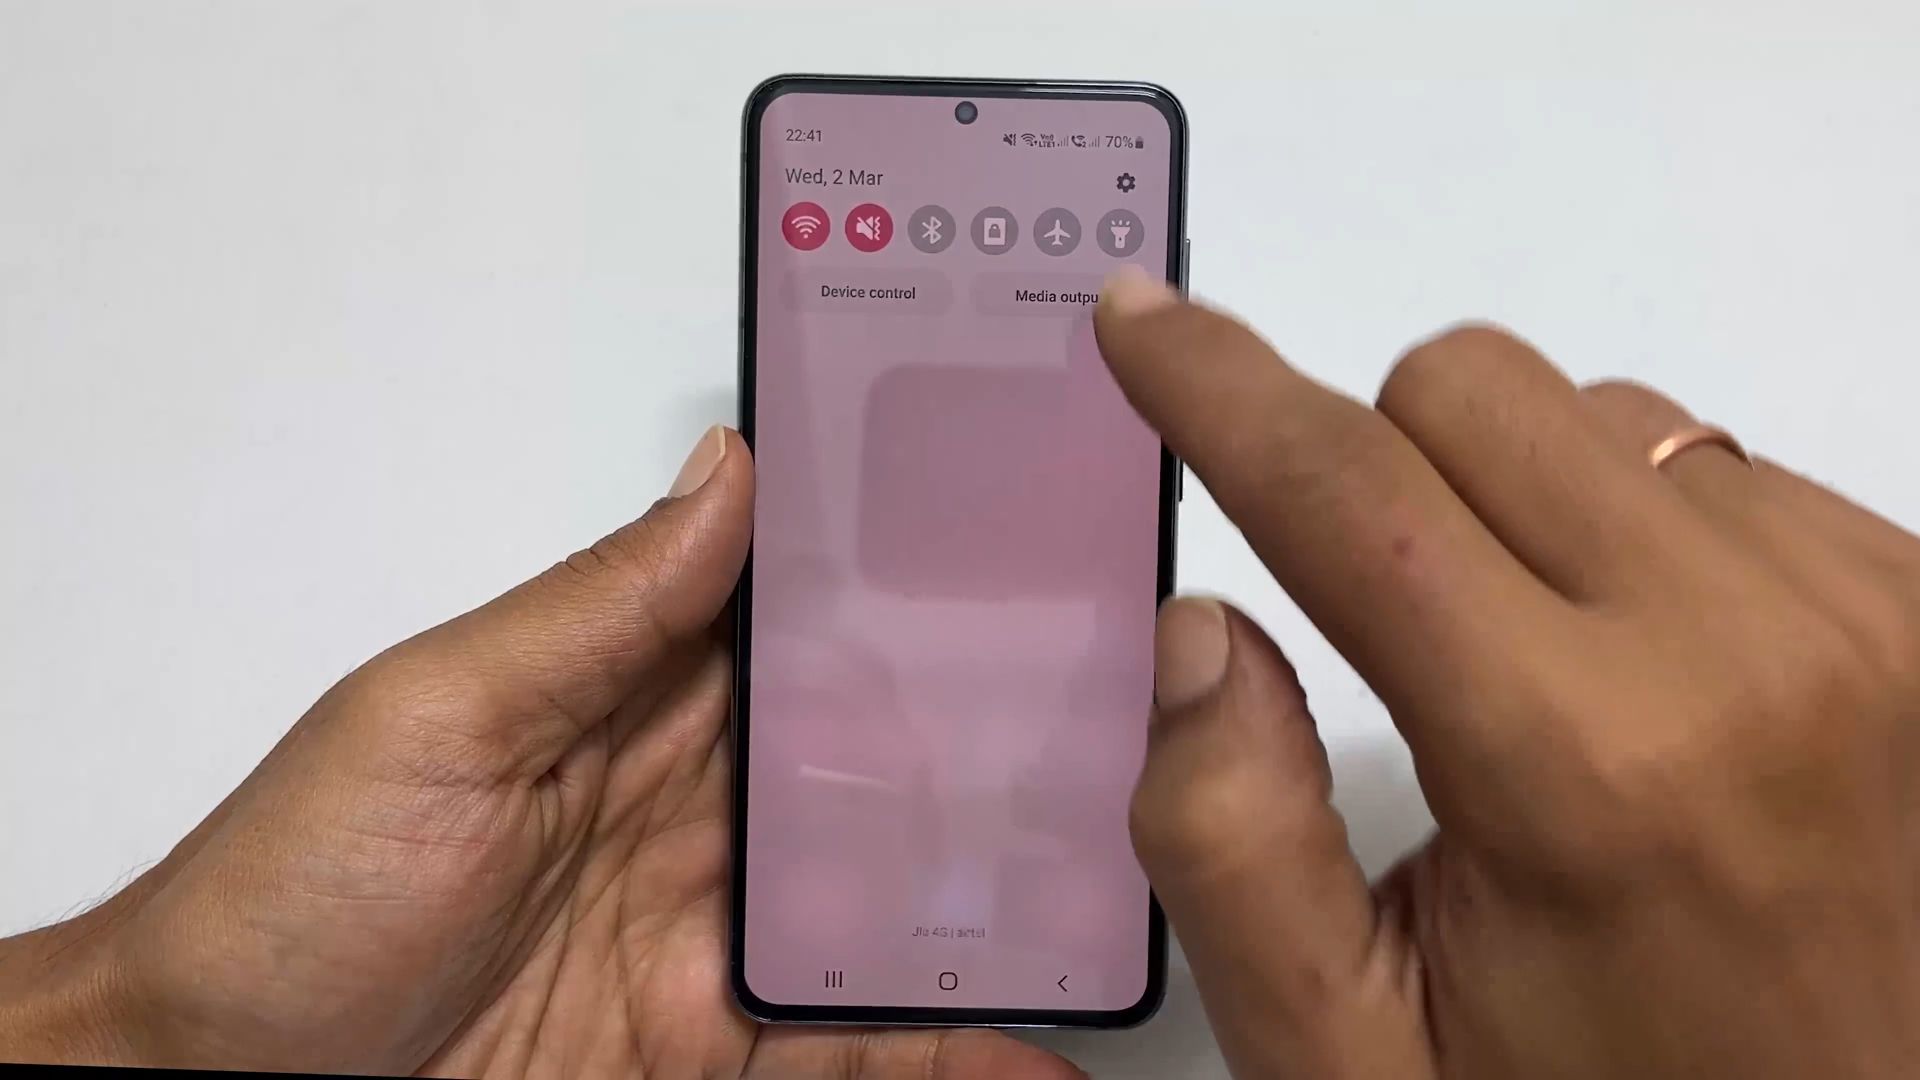 22:41
70%
Wed, 2 Mar
Device control
Media outpu
Jio 4G | airtel